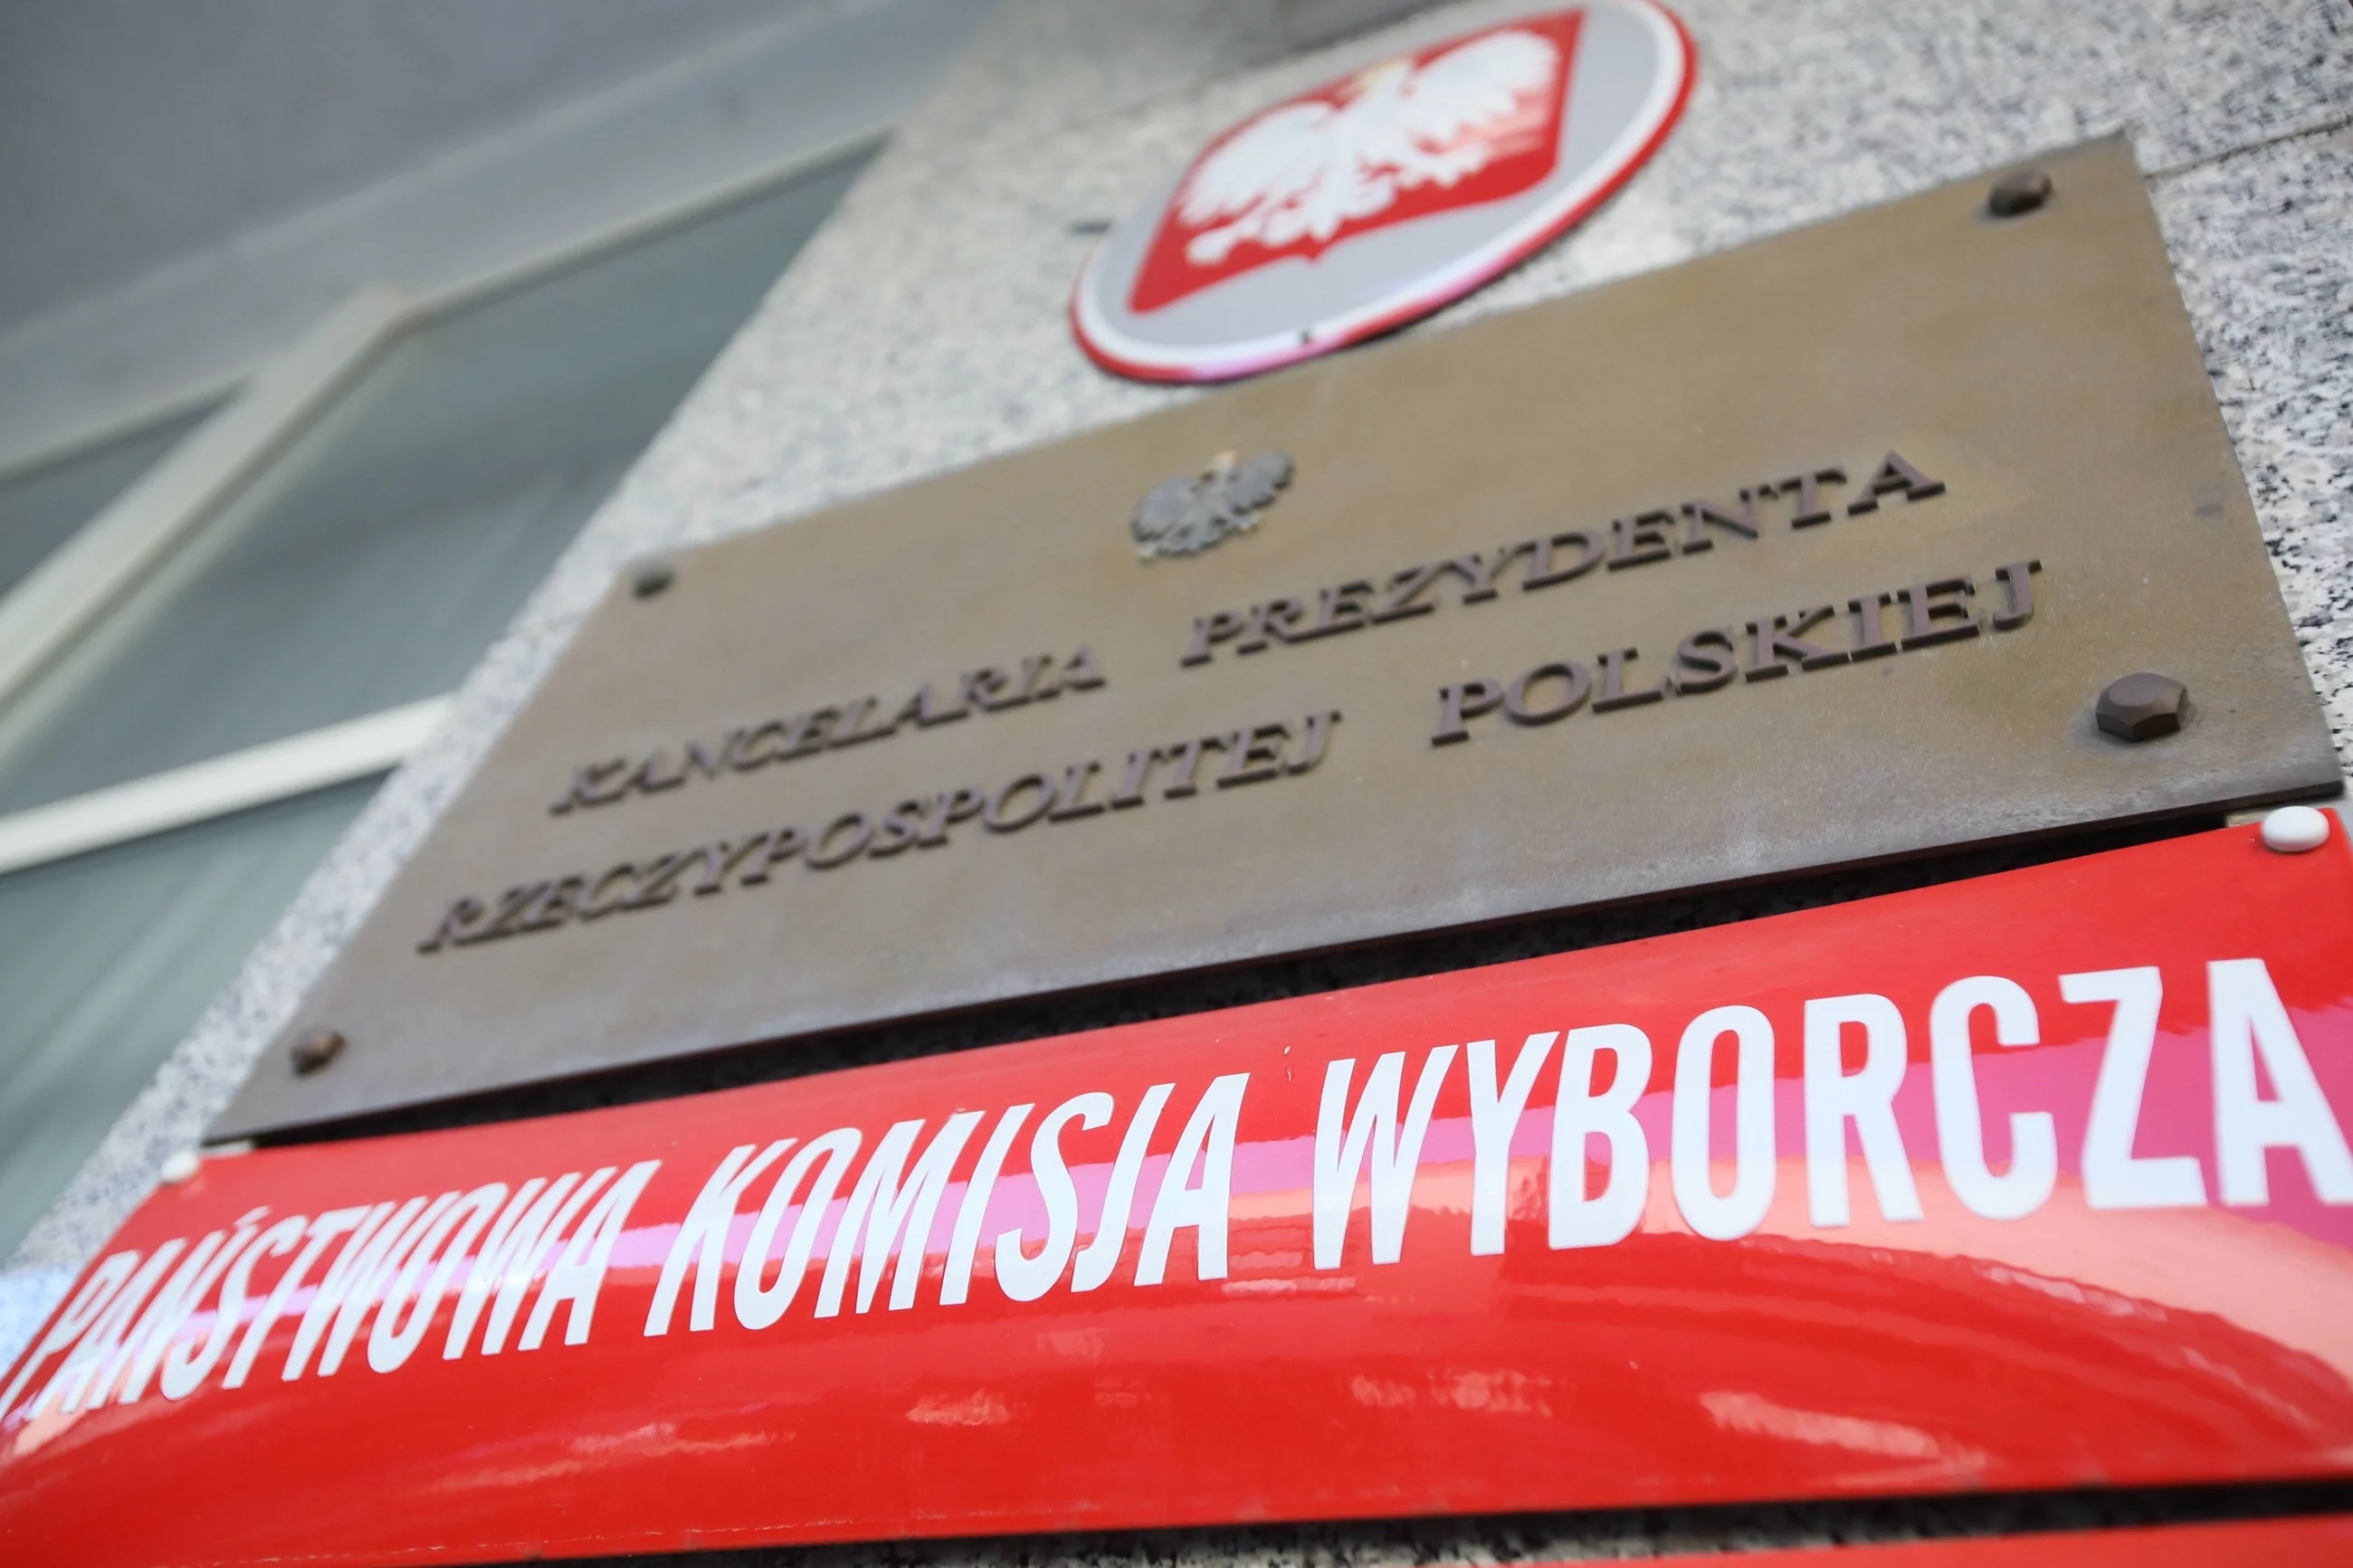 KANCELARIA PREZYDENTA
RZECZYPOSPOLITEJ POLSKIEJ
PAŃSTWOWA KOMISJA WYBORCZA